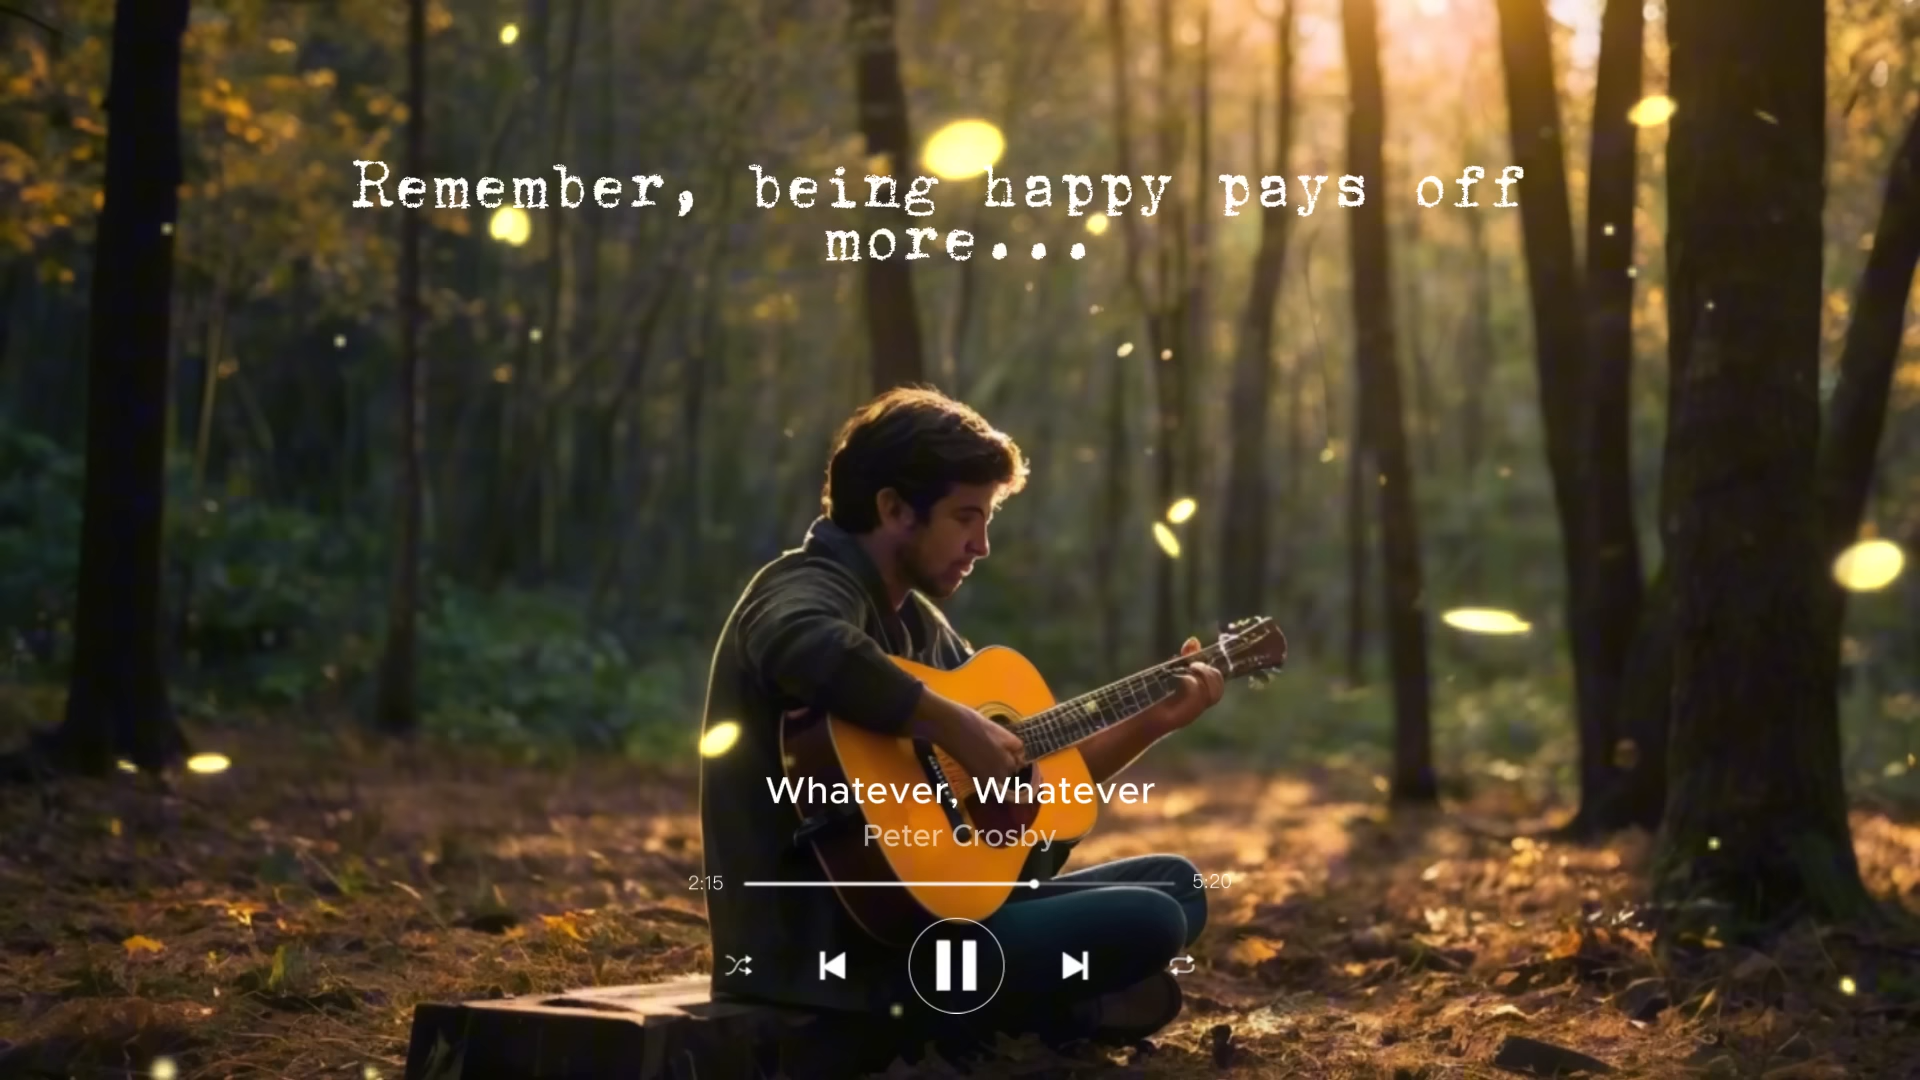 Remember, being happy pays off
more...
Whatever, Whatever
Peter Crosby
2:15 5:20